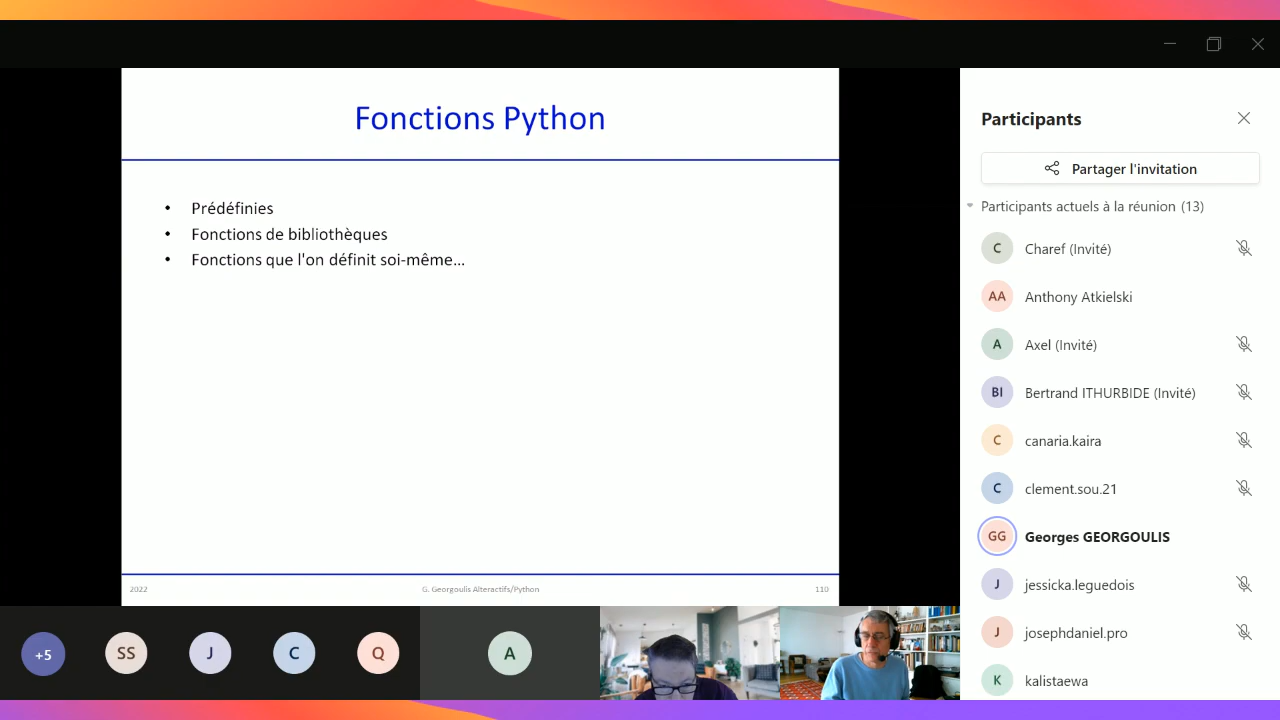 Fonctions Python
• Prédéfinies
• Fonctions de bibliothèques
• Fonctions que l'on définit soi-même...
2022
G. Georgoulis Alteractifs/Python
110
+5
SS
J
C
Q
A
Participants
Partager l'invitation
Participants actuels à la réunion (13)
C Charef (Invité)
AA Anthony Atkielski
A Axel (Invité)
BI Bertrand ITHURBIDE (Invité)
C canaria.kaira
C clement.sou.21
GG Georges GEORGOULIS
J jessicka.leguedois
J josephdaniel.pro
K kalistaewa